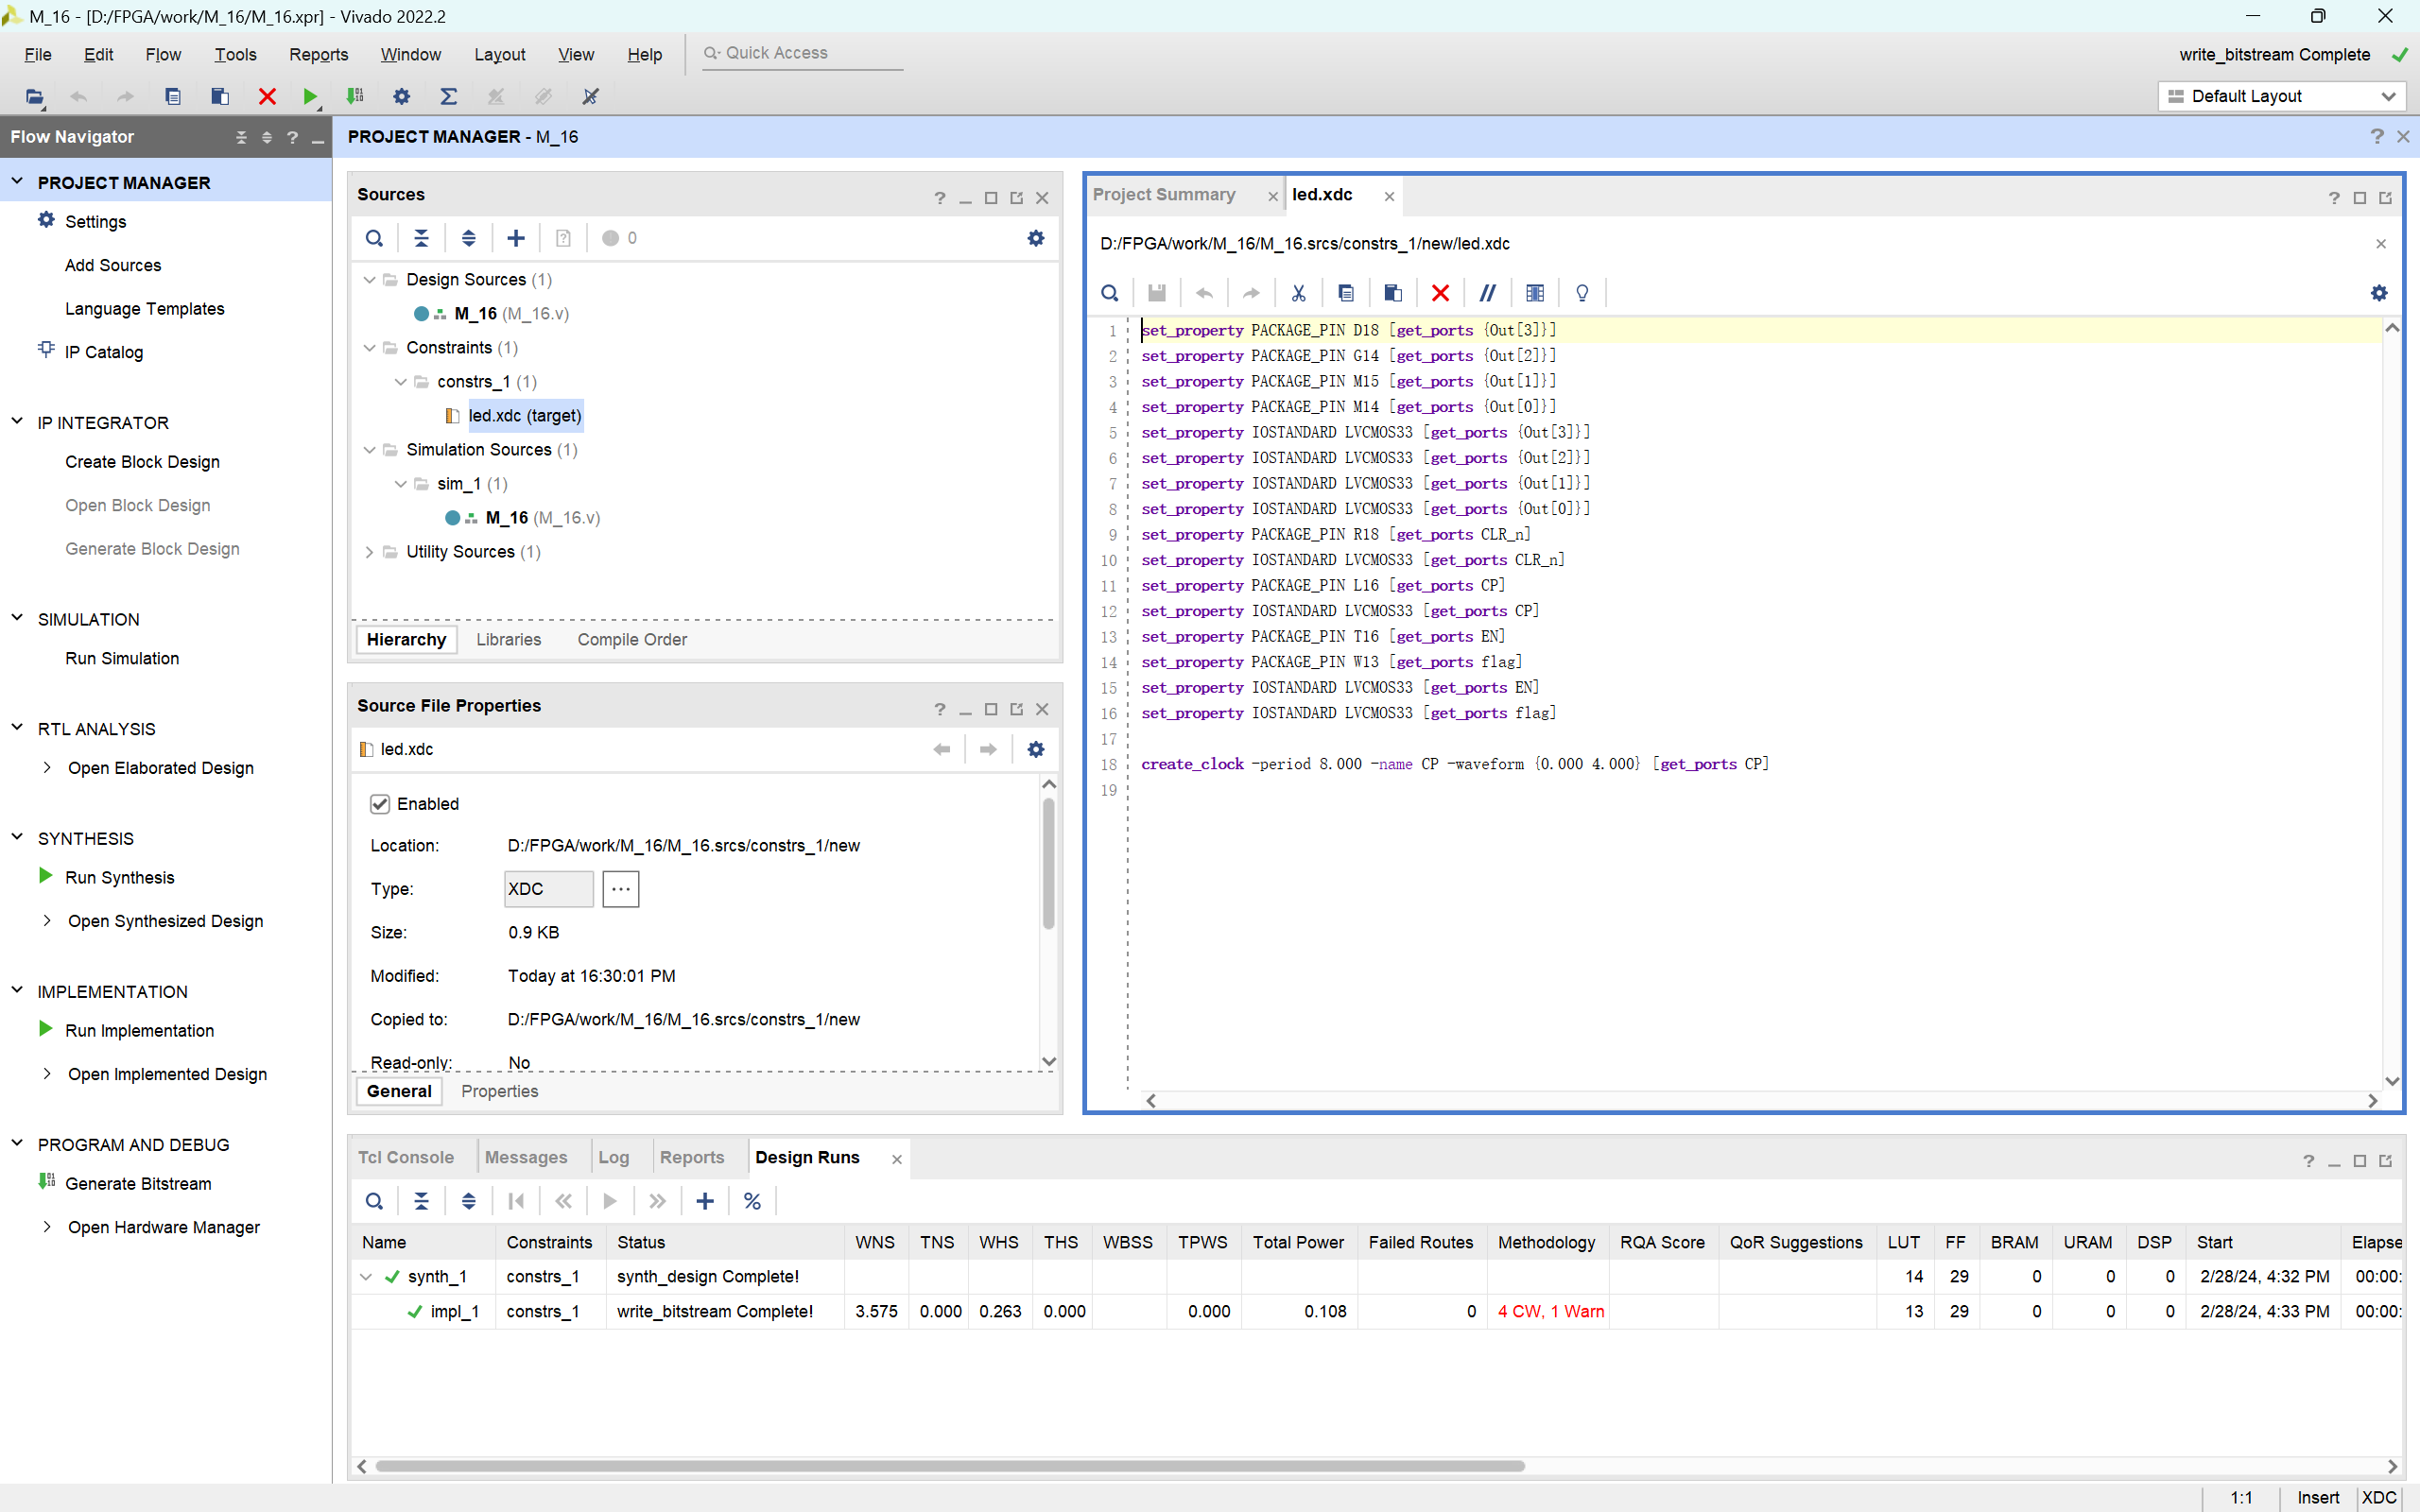 M_16 - [D:/FPGA/work/M_16/M_16.xpr] - Vivado 2022.2
File Edit Flow Tools Reports Window Layout View Help Quick Access
write_bitstream Complete
Default Layout
Flow Navigator
PROJECT MANAGER - M_16
PROJECT MANAGER
Settings
Add Sources
Language Templates
IP Catalog
IP INTEGRATOR
Create Block Design
Open Block Design
Generate Block Design
SIMULATION
Run Simulation
RTL ANALYSIS
Open Elaborated Design
SYNTHESIS
Run Synthesis
Open Synthesized Design
IMPLEMENTATION
Run Implementation
Open Implemented Design
PROGRAM AND DEBUG
Generate Bitstream
Open Hardware Manager
Sources
0
Design Sources (1)
M_16 (M_16.v)
Constraints (1)
constrs_1 (1)
led.xdc (target)
Simulation Sources (1)
sim_1 (1)
M_16 (M_16.v)
Utility Sources (1)
Hierarchy Libraries Compile Order
Source File Properties
led.xdc
Enabled
Location: D:/FPGA/work/M_16/M_16.srcs/constrs_1/new
Type: XDC ...
Size: 0.9 KB
Modified: Today at 16:30:01 PM
Copied to: D:/FPGA/work/M_16/M_16.srcs/constrs_1/new
Read-only: No
General Properties
Project Summary led.xdc
D:/FPGA/work/M_16/M_16.srcs/constrs_1/new/led.xdc
1 set_property PACKAGE_PIN D18 [get_ports {Out[3]}]
2 set_property PACKAGE_PIN G14 [get_ports {Out[2]}]
3 set_property PACKAGE_PIN M15 [get_ports {Out[1]}]
4 set_property PACKAGE_PIN M14 [get_ports {Out[0]}]
5 set_property IOSTANDARD LVCMOS33 [get_ports {Out[3]}]
6 set_property IOSTANDARD LVCMOS33 [get_ports {Out[2]}]
7 set_property IOSTANDARD LVCMOS33 [get_ports {Out[1]}]
8 set_property IOSTANDARD LVCMOS33 [get_ports {Out[0]}]
9 set_property PACKAGE_PIN R18 [get_ports CLR_n]
10 set_property IOSTANDARD LVCMOS33 [get_ports CLR_n]
11 set_property PACKAGE_PIN L16 [get_ports CP]
12 set_property IOSTANDARD LVCMOS33 [get_ports CP]
13 set_property PACKAGE_PIN T16 [get_ports EN]
14 set_property PACKAGE_PIN W13 [get_ports flag]
15 set_property IOSTANDARD LVCMOS33 [get_ports EN]
16 set_property IOSTANDARD LVCMOS33 [get_ports flag]
17
18 create_clock -period 8.000 -name CP -waveform {0.000 4.000} [get_ports CP]
19
Tcl Console Messages Log Reports Design Runs
Name Constraints Status WNS TNS WHS THS WBSS TPWS Total Power Failed Routes Methodology RQA Score QoR Suggestions LUT FF BRAM URAM DSP Start Elapse
synth_1 constrs_1 synth_design Complete! 14 29 0 0 0 2/28/24, 4:32 PM 00:00:
impl_1 constrs_1 write_bitstream Complete! 3.575 0.000 0.263 0.000 0.000 0.108 0 4 CW, 1 Warn 13 29 0 0 0 2/28/24, 4:33 PM 00:00:
1:1 Insert XDC